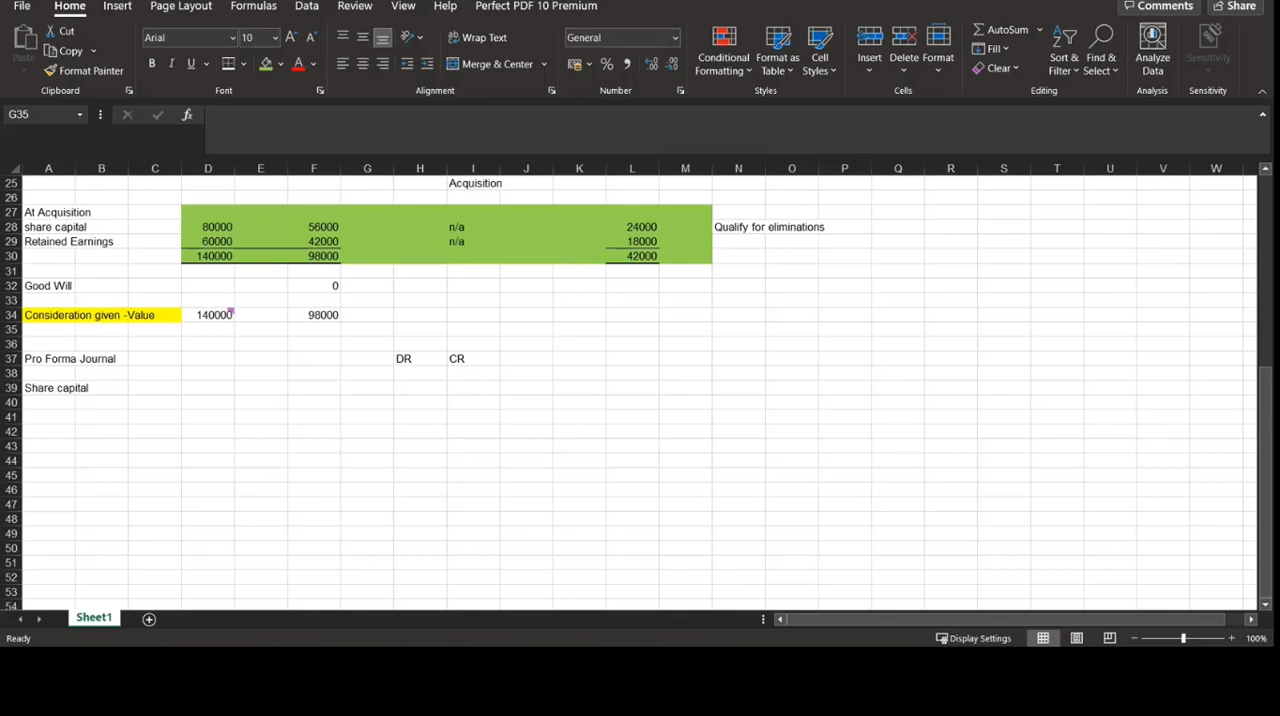 File Home Insert Page Layout Formulas Data Review View Help Perfect PDF 10 Premium Comments Share
Cut
Copy
Format Painter
Paste
Clipboard
Arial 10
B I U
Font
Wrap Text
Merge & Center
Alignment
General
Number
Conditional Formatting
Format as Table
Cell Styles
Styles
Insert Delete Format
Cells
AutoSum
Fill
Clear
Sort & Filter
Find & Select
Editing
Analyze Data
Analysis
Sensitivity
Sensitivity
G35 fx
A B C D E F G H I J K L M N O P Q R S T U V W
25 Acquisition
26
27 At Acquisition
28 share capital 80000 56000 n/a 24000 Qualify for eliminations
29 Retained Earnings 60000 42000 n/a 18000
30 140000 98000 42000
31
32 Good Will 0
33
34 Consideration given -Value 140000 98000
35
36
37 Pro Forma Journal DR CR
38
39 Share capital
40
41
42
43
44
45
46
47
48
49
50
51
52
53
54
Sheet1
Ready Display Settings 100%